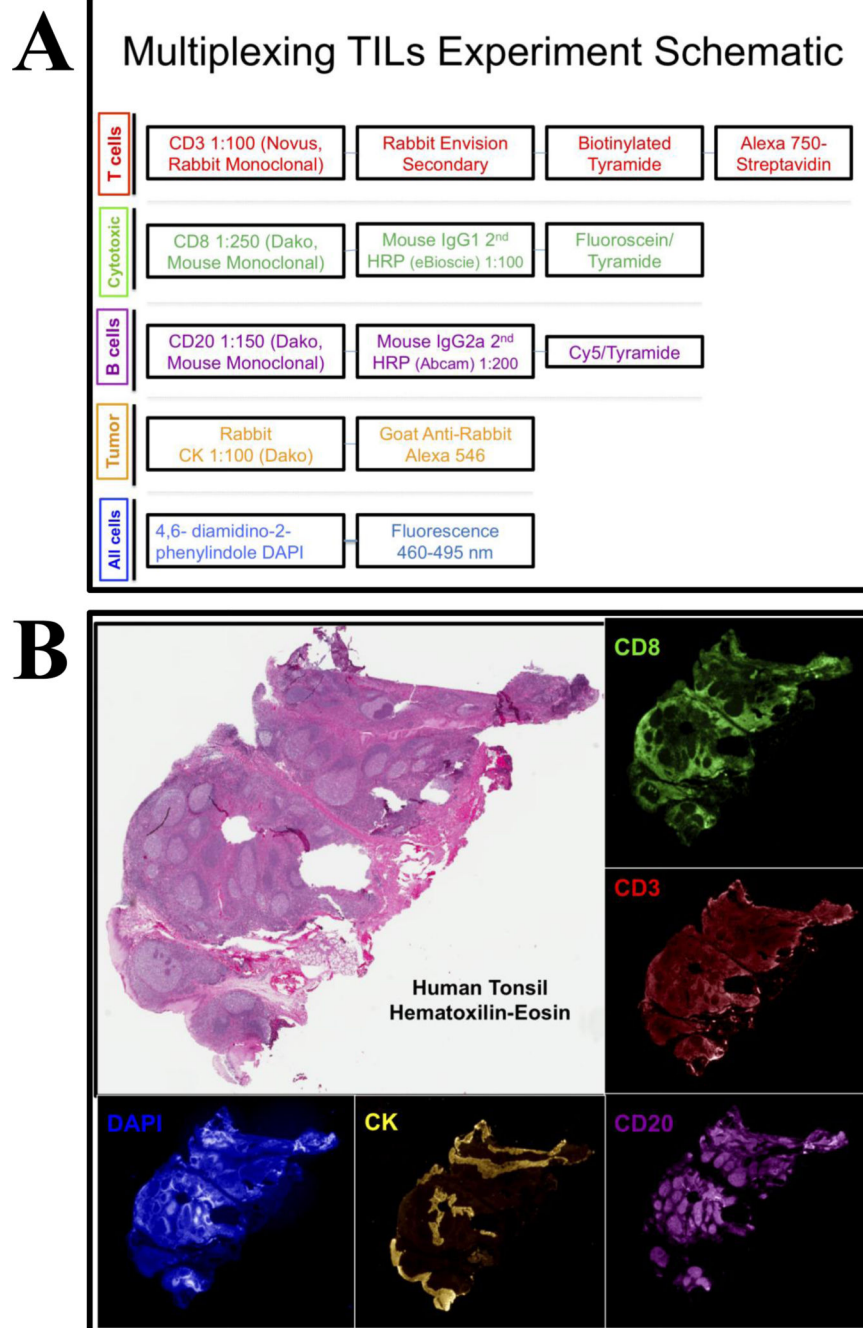 A
Multiplexing TILs Experiment Schematic
T cells
CD3 1:100 (Novus,
Rabbit Monoclonal)
Rabbit Envision
Secondary
Biotinylated
Tyramide
Alexa 750-
Streptavidin
Cytotoxic
CD8 1:250 (Dako,
Mouse Monoclonal)
Mouse IgG1 2nd
HRP (eBioscie) 1:100
Fluoroscein/
Tyramide
B cells
CD20 1:150 (Dako,
Mouse Monoclonal)
Mouse IgG2a 2nd
HRP (Abcam) 1:200
Cy5/Tyramide
Tumor
Rabbit
CK 1:100 (Dako)
Goat Anti-Rabbit
Alexa 546
All cells
4,6- diamidino-2-
phenylindole DAPI
Fluorescence
460-495 nm
B
CD8
CD3
Human Tonsil
Hematoxilin-Eosin
DAPI
CK
CD20